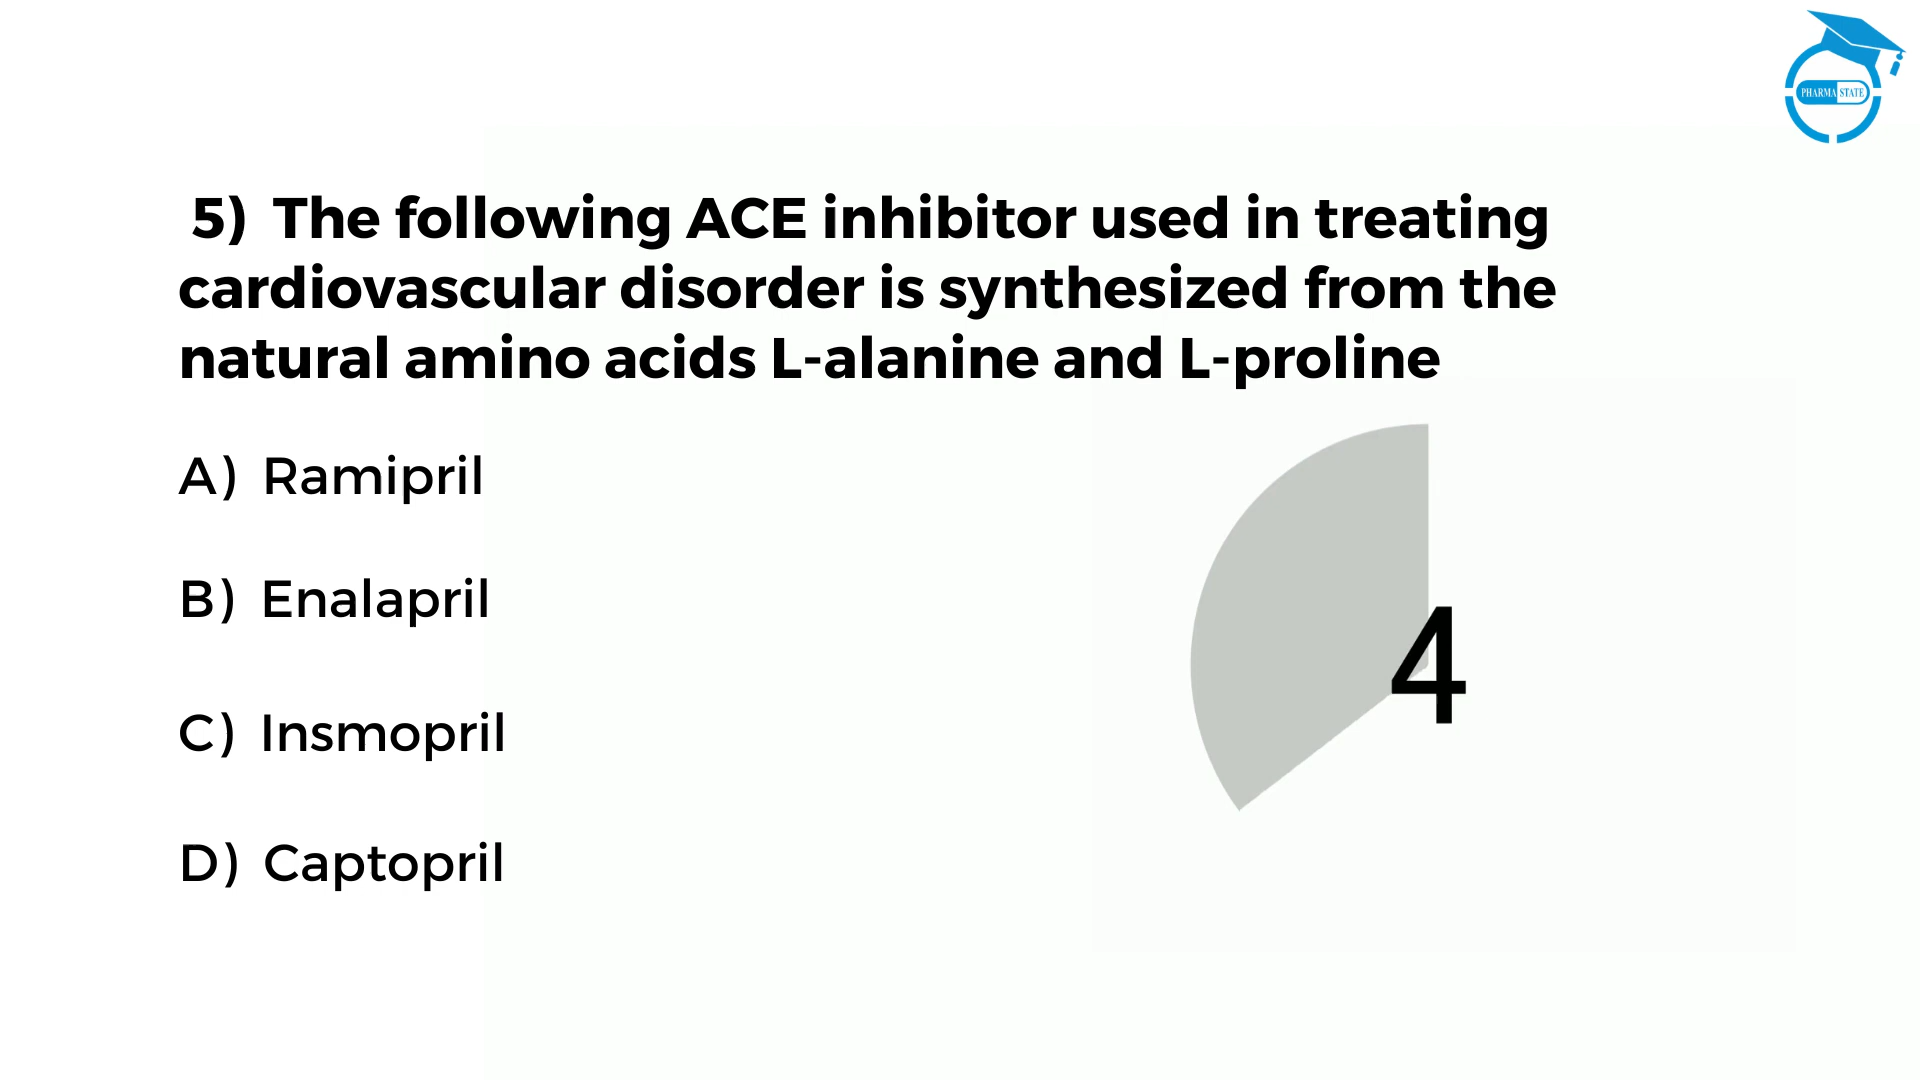 PHARMA STATE
5) The following ACE inhibitor used in treating
cardiovascular disorder is synthesized from the
natural amino acids L-alanine and L-proline
A) Ramipril
B) Enalapril
C) Insmopril
D) Captopril
4